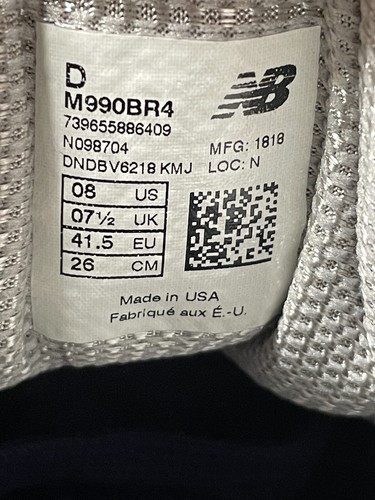 D
NB
M990BR4
739655886409
N098704 MFG: 1818
DNDBV6218 KMJ LOC: N
08 US
07½ UK
41.5 EU
26 CM
Made in USA
Fabriqué aux É.-U.